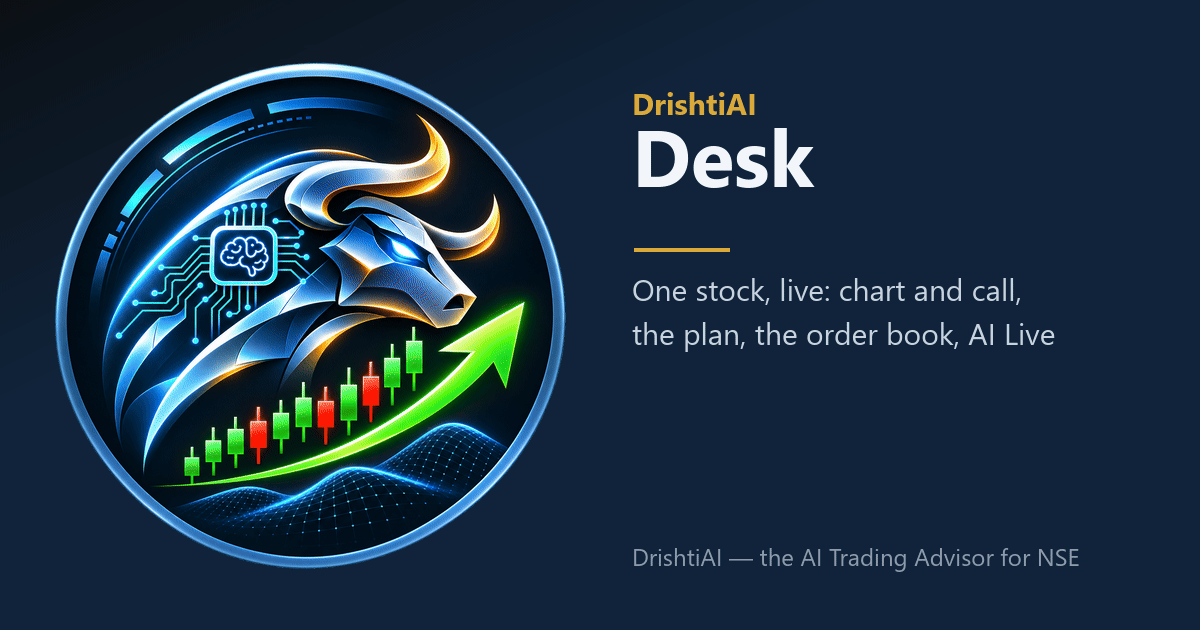 DrishtiAI
Desk
One stock, live: chart and call,
the plan, the order book, AI Live
DrishtiAI — the AI Trading Advisor for NSE